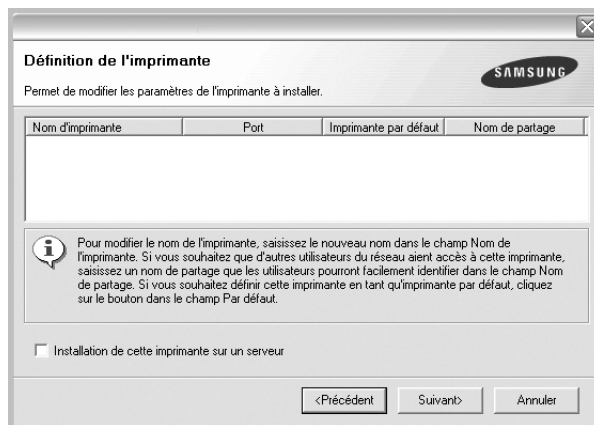 Définition de l'imprimante
SAMSUNG
Permet de modifier les paramètres de l'imprimante à installer.
Nom d'imprimante Port Imprimante par défaut Nom de partage
Pour modifier le nom de l'imprimante, saisissez le nouveau nom dans le champ Nom de
l'imprimante. Si vous souhaitez que d'autres utilisateurs du réseau aient accès à cette imprimante,
saisissez un nom de partage que les utilisateurs pourront facilement identifier dans le champ Nom
de partage. Si vous souhaitez définir cette imprimante en tant qu'imprimante par défaut, cliquez
sur le bouton dans le champ Par défaut.
Installation de cette imprimante sur un serveur
<Précédent Suivant> Annuler